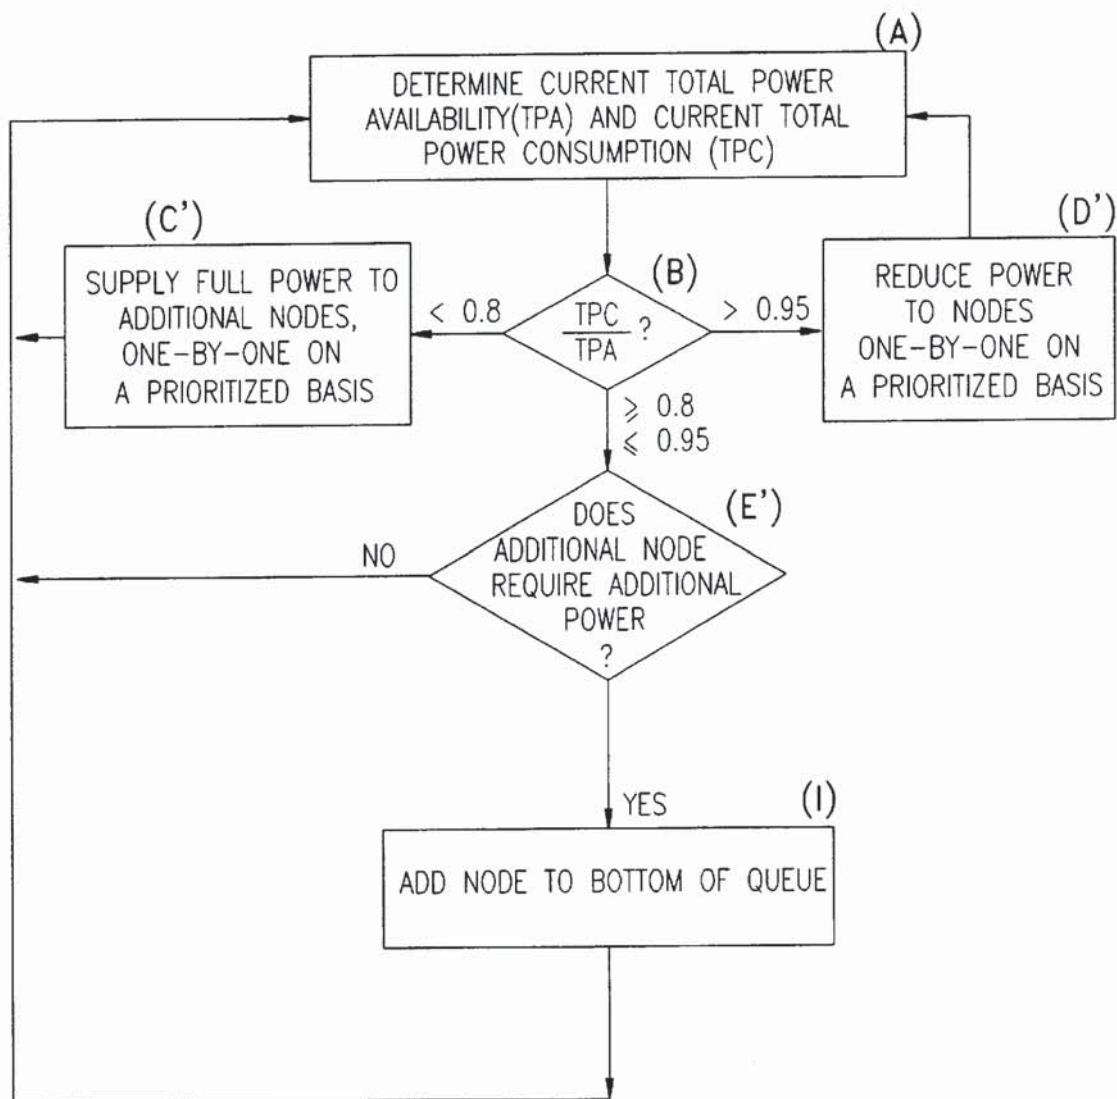 (A)
DETERMINE CURRENT TOTAL POWER
AVAILABILITY(TPA) AND CURRENT TOTAL
POWER CONSUMPTION (TPC)
(C')
SUPPLY FULL POWER TO
ADDITIONAL NODES,
ONE-BY-ONE ON
A PRIORITIZED BASIS
(B)
< 0.8
TPC
TPA
?
> 0.95
(D')
REDUCE POWER
TO NODES
ONE-BY-ONE ON
A PRIORITIZED BASIS
⩾ 0.8
⩽ 0.95
(E')
DOES
ADDITIONAL NODE
REQUIRE ADDITIONAL
POWER
?
NO
YES
(I)
ADD NODE TO BOTTOM OF QUEUE